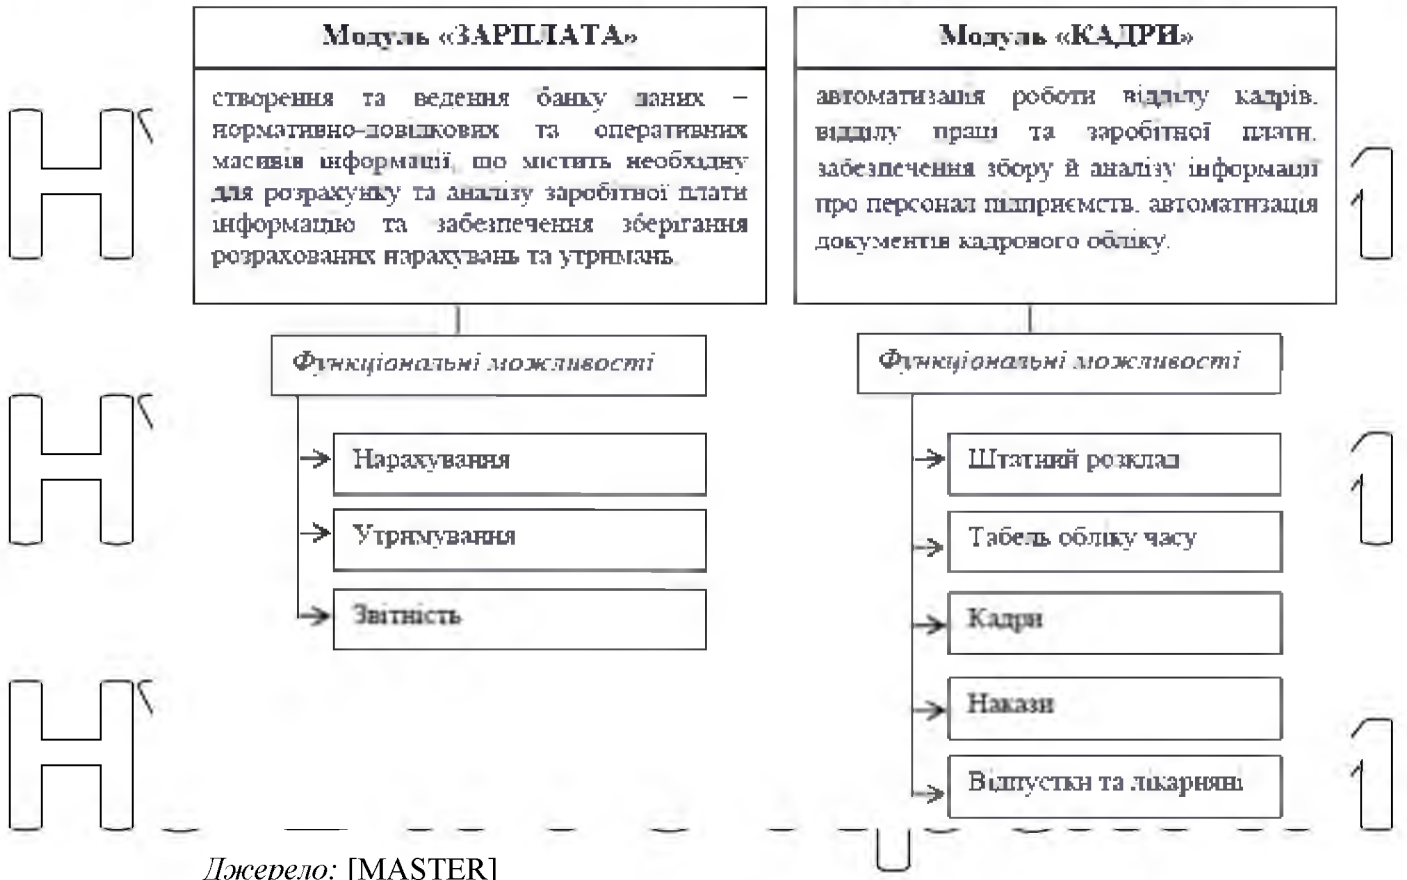 Модуль «ЗАРПЛАТА»
створення та ведення банку даних –
нормативно-довідкових та оперативних
масивів інформації, що містить необхідну
для розрахунку та аналізу заробітної плати
інформацію та забезпечення зберігання
розрахованих нарахувань та утримань
Функціональні можливості
Нарахування
Утримування
Звітність
Модуль «КАДРИ»
автоматизація роботи відділу кадрів,
відділу праці та заробітної плати,
забезпечення збору й аналізу інформації
про персонал підприємств, автоматизація
документів кадрового обліку.
Функціональні можливості
Штатний розклад
Табель обліку часу
Кадри
Накази
Відпустки та лікарняні
Джерело: [MASTER]